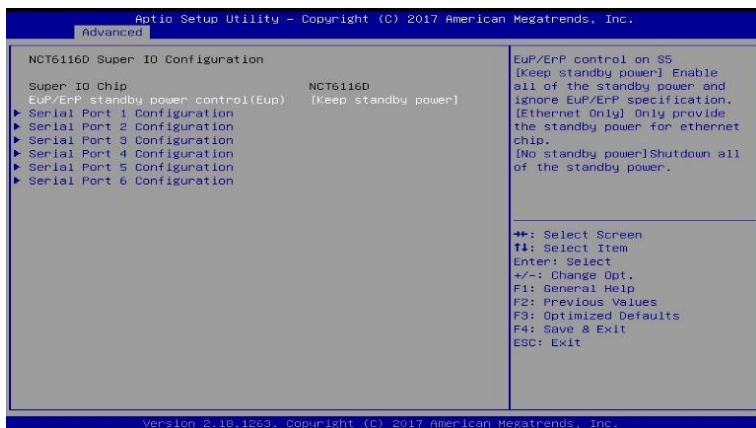 Aptio Setup Utility – Copyright (C) 2017 American Megatrends, Inc.
Advanced
NCT6116D Super IO Configuration
Super IO Chip NCT6116D
EuP/ErP standby power control(Eup) [Keep standby power]
▶ Serial Port 1 Configuration
▶ Serial Port 2 Configuration
▶ Serial Port 3 Configuration
▶ Serial Port 4 Configuration
▶ Serial Port 5 Configuration
▶ Serial Port 6 Configuration
EuP/ErP control on S5
[Keep standby power] Enable
all of the standby power and
ignore EuP/ErP specification.
[Ethernet Only] Only provide
the standby power for ethernet
chip.
[No standby power]Shutdown all
of the standby power.
→←: Select Screen
↑↓: Select Item
Enter: Select
+/-: Change Opt.
F1: General Help
F2: Previous Values
F3: Optimized Defaults
F4: Save & Exit
ESC: Exit
Version 2.18.1263. Copyright (C) 2017 American Megatrends, Inc.